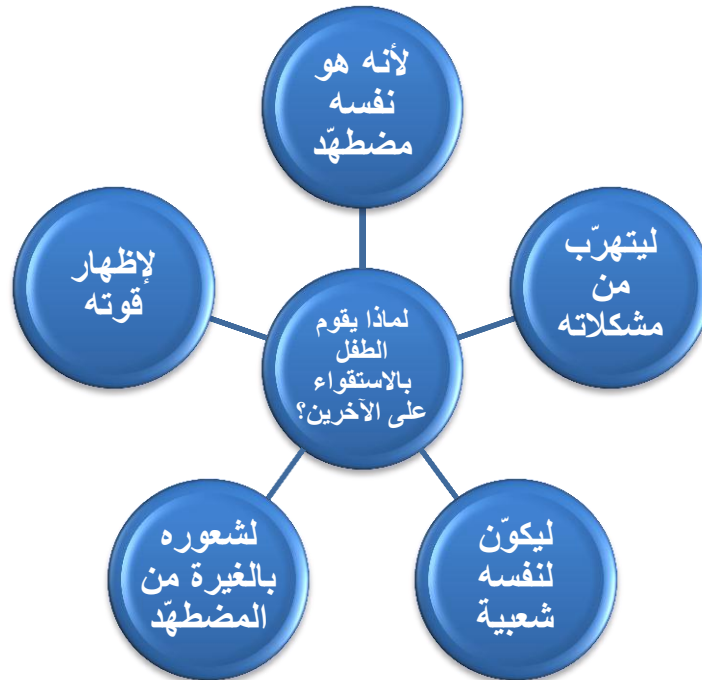 لأنه هو
نفسه
مضطهّد
ليتهرّب
من
مشكلاته
لإظهار
قوته
لماذا يقوم
الطفل
بالاستقواء
على الآخرين؟
لشعوره
بالغيرة من
المضطهّد
ليكوّن
لنفسه
شعبية